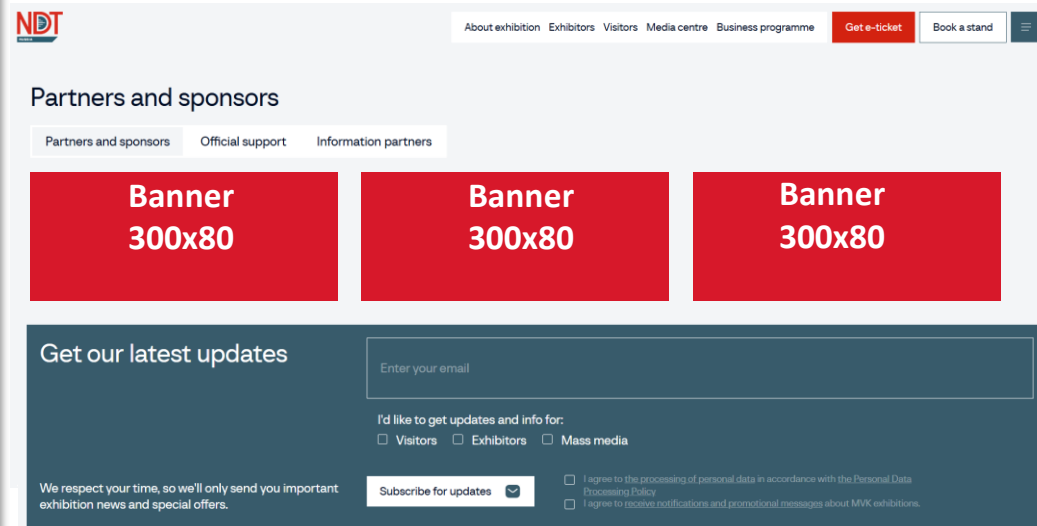 NDT
About exhibition Exhibitors Visitors Media centre Business programme Get e-ticket Book a stand
Partners and sponsors
Partners and sponsors Official support Information partners
Banner 300x80
Banner 300x80
Banner 300x80
Get our latest updates
Enter your email
I'd like to get updates and info for:
Visitors Exhibitors Mass media
We respect your time, so we'll only send you important
exhibition news and special offers.
Subscribe for updates
I agree to the processing of personal data in accordance with the Personal Data
Processing Policy
I agree to receive notifications and promotional messages about MVK exhibitions.